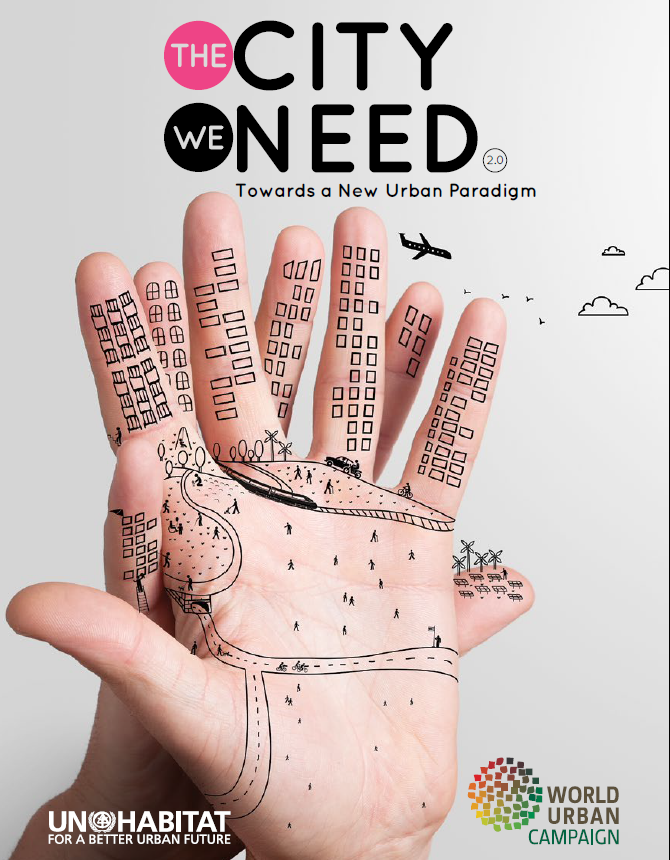 THE CITY
WE NEED 2.0
Towards a New Urban Paradigm
UN HABITAT
FOR A BETTER URBAN FUTURE
WORLD
URBAN
CAMPAIGN